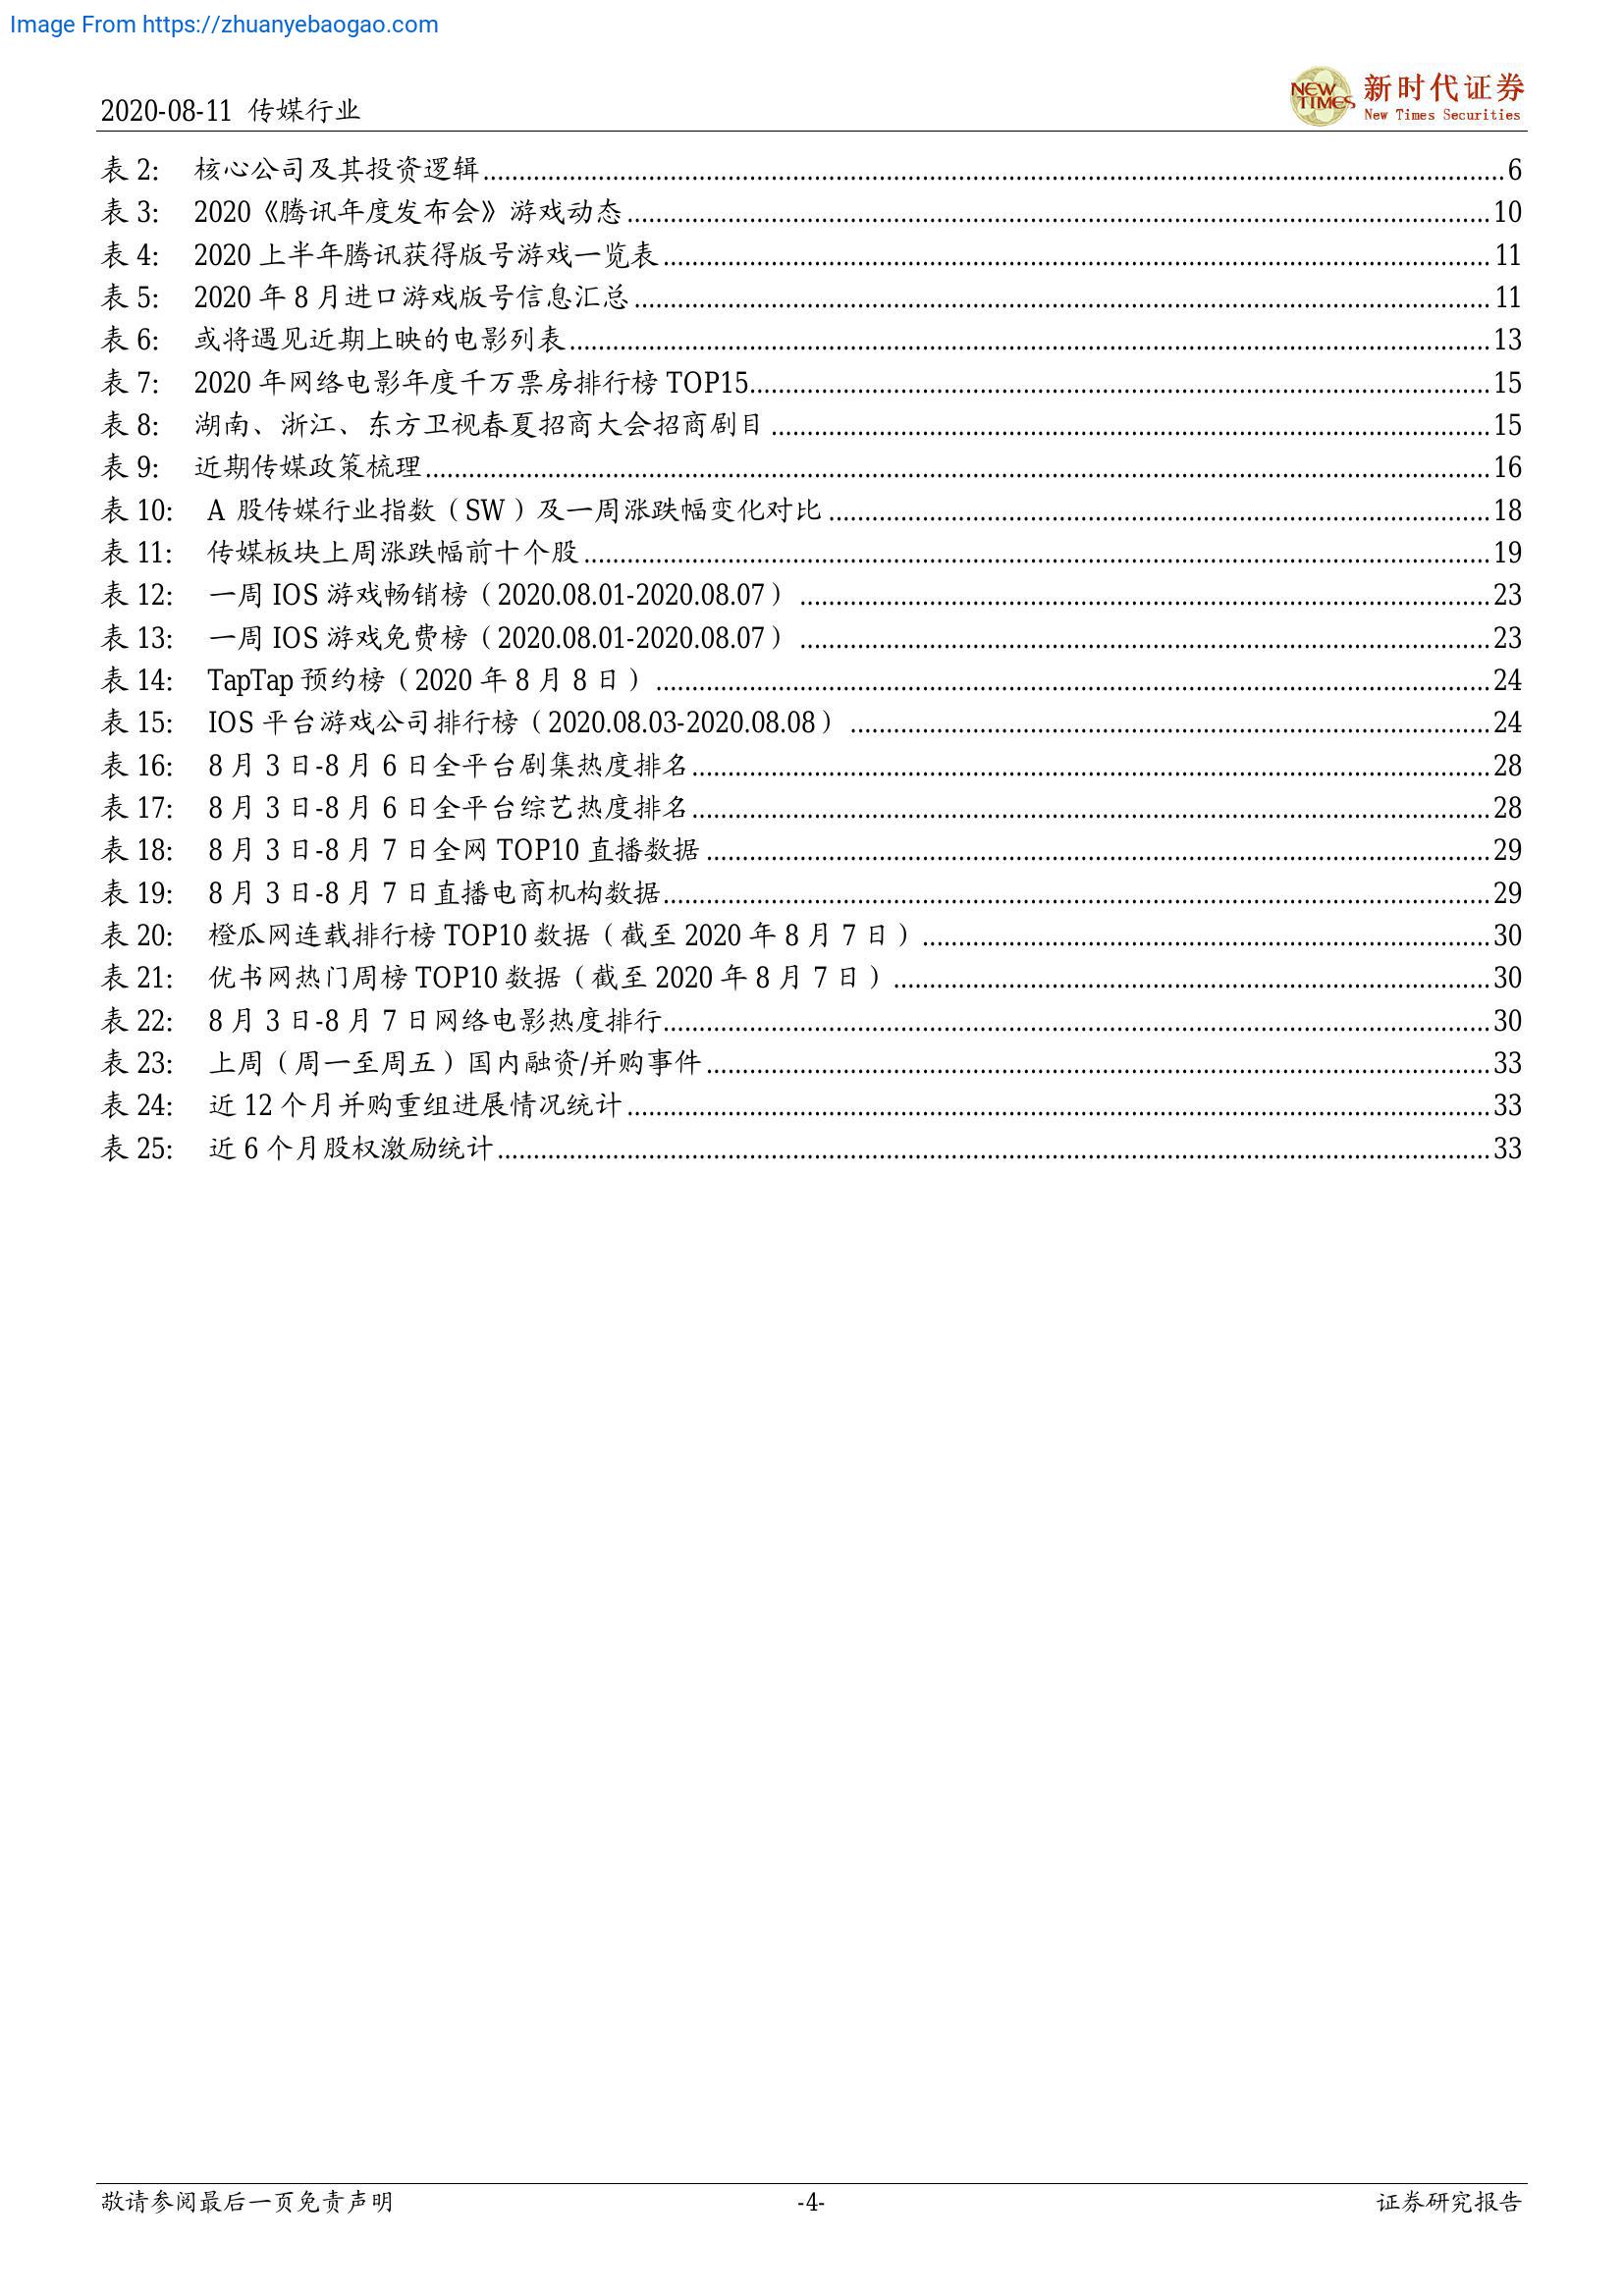 Image From https://zhuanyebaogao.com
2020-08-11 传媒行业
NEW TIMES 新时代证券
New Times Securities
表 2: 核心公司及其投资逻辑 6
表 3: 2020《腾讯年度发布会》游戏动态 10
表 4: 2020 上半年腾讯获得版号游戏一览表 11
表 5: 2020 年 8 月进口游戏版号信息汇总 11
表 6: 或将遇见近期上映的电影列表 13
表 7: 2020 年网络电影年度千万票房排行榜 TOP15 15
表 8: 湖南、浙江、东方卫视春夏招商大会招商剧目 15
表 9: 近期传媒政策梳理 16
表 10: A 股传媒行业指数（SW）及一周涨跌幅变化对比 18
表 11: 传媒板块上周涨跌幅前十个股 19
表 12: 一周 IOS 游戏畅销榜（2020.08.01-2020.08.07） 23
表 13: 一周 IOS 游戏免费榜（2020.08.01-2020.08.07） 23
表 14: TapTap 预约榜（2020 年 8 月 8 日） 24
表 15: IOS 平台游戏公司排行榜（2020.08.03-2020.08.08） 24
表 16: 8 月 3 日-8 月 6 日全平台剧集热度排名 28
表 17: 8 月 3 日-8 月 6 日全平台综艺热度排名 28
表 18: 8 月 3 日-8 月 7 日全网 TOP10 直播数据 29
表 19: 8 月 3 日-8 月 7 日直播电商机构数据 29
表 20: 橙瓜网连载排行榜 TOP10 数据（截至 2020 年 8 月 7 日） 30
表 21: 优书网热门周榜 TOP10 数据（截至 2020 年 8 月 7 日） 30
表 22: 8 月 3 日-8 月 7 日网络电影热度排行 30
表 23: 上周（周一至周五）国内融资/并购事件 33
表 24: 近 12 个月并购重组进展情况统计 33
表 25: 近 6 个月股权激励统计 33
敬请参阅最后一页免责声明 -4- 证券研究报告